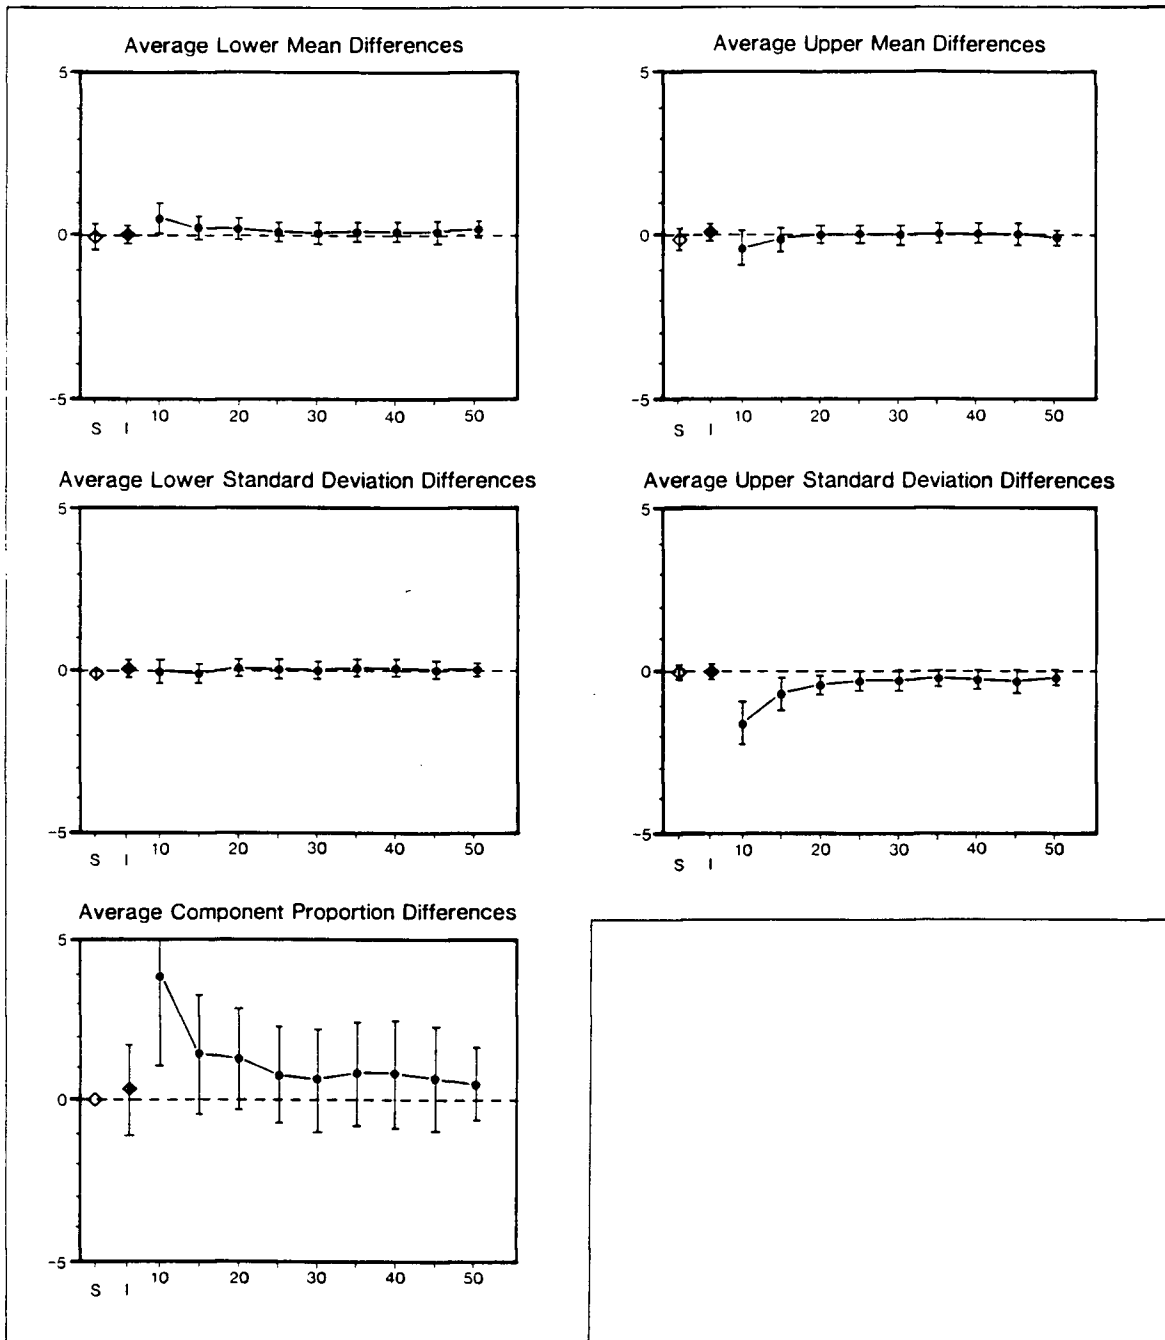 Average Lower Mean Differences
5
0
-5
S I 10 20 30 40 50
Average Upper Mean Differences
5
0
-5
S I 10 20 30 40 50
Average Lower Standard Deviation Differences
5
0
-5
S I 10 20 30 40 50
Average Upper Standard Deviation Differences
5
0
-5
S I 10 20 30 40 50
Average Component Proportion Differences
5
0
-5
S I 10 20 30 40 50